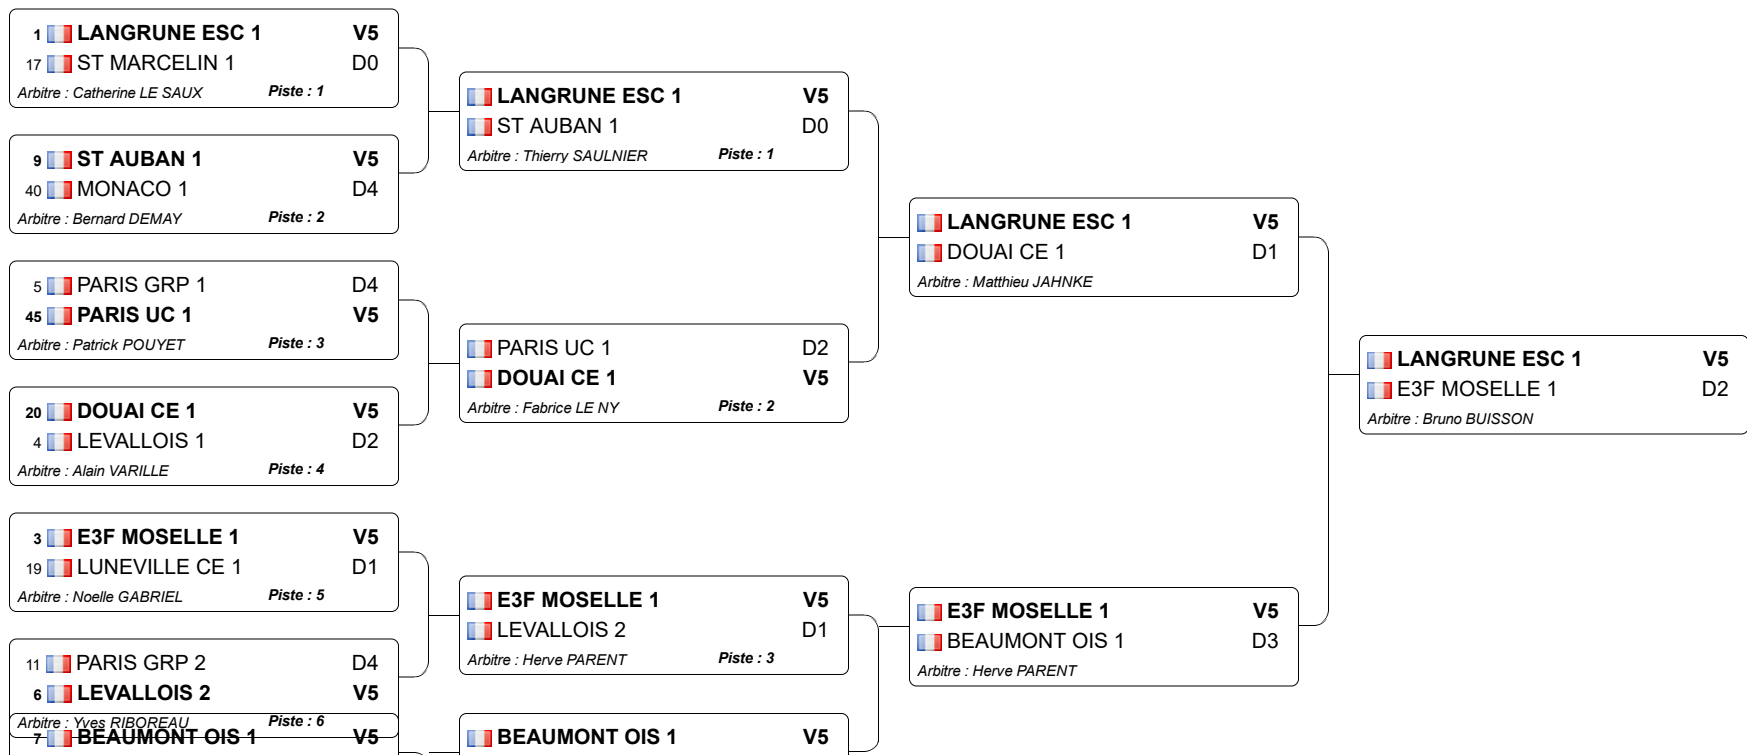 1 LANGRUNE ESC 1 V5
17 ST MARCELIN 1 D0
Arbitre : Catherine LE SAUX Piste : 1
9 ST AUBAN 1 V5
40 MONACO 1 D4
Arbitre : Bernard DEMAY Piste : 2
5 PARIS GRP 1 D4
45 PARIS UC 1 V5
Arbitre : Patrick POUYET Piste : 3
20 DOUAI CE 1 V5
4 LEVALLOIS 1 D2
Arbitre : Alain VARILLE Piste : 4
3 E3F MOSELLE 1 V5
19 LUNEVILLE CE 1 D1
Arbitre : Noelle GABRIEL Piste : 5
11 PARIS GRP 2 D4
6 LEVALLOIS 2 V5
Arbitre : Yves RIBOREAU Piste : 6
7 BEAUMONT OIS 1 V5
LANGRUNE ESC 1 V5
ST AUBAN 1 D0
Arbitre : Thierry SAULNIER Piste : 1
PARIS UC 1 D2
DOUAI CE 1 V5
Arbitre : Fabrice LE NY Piste : 2
E3F MOSELLE 1 V5
LEVALLOIS 2 D1
Arbitre : Herve PARENT Piste : 3
BEAUMONT OIS 1 V5
LANGRUNE ESC 1 V5
DOUAI CE 1 D1
Arbitre : Matthieu JAHNKE
E3F MOSELLE 1 V5
BEAUMONT OIS 1 D3
Arbitre : Herve PARENT
LANGRUNE ESC 1 V5
E3F MOSELLE 1 D2
Arbitre : Bruno BUISSON